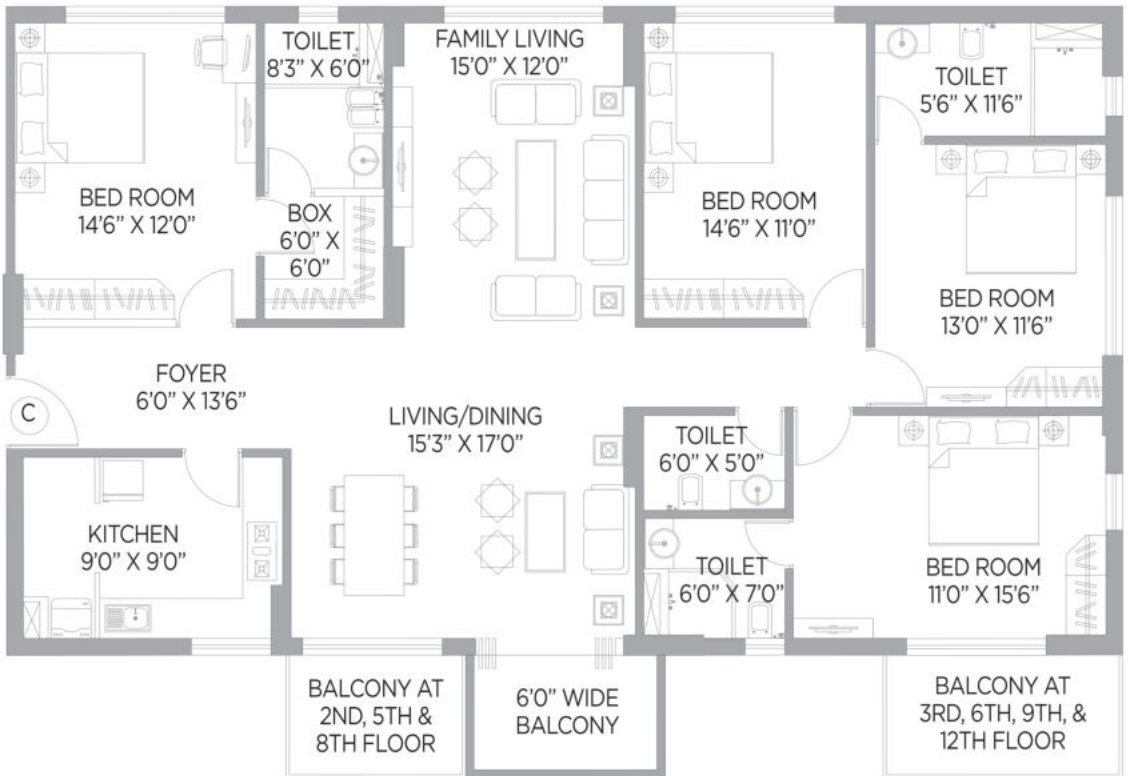 TOILET
8'3" X 6'0"
FAMILY LIVING
15'0" X 12'0"
TOILET
5'6" X 11'6"
BED ROOM
14'6" X 12'0"
BOX
6'0" X
6'0"
BED ROOM
14'6" X 11'0"
BED ROOM
13'0" X 11'6"
FOYER
6'0" X 13'6"
C
LIVING/DINING
15'3" X 17'0"
TOILET
6'0" X 5'0"
KITCHEN
9'0" X 9'0"
TOILET
6'0" X 7'0"
BED ROOM
11'0" X 15'6"
BALCONY AT
2ND, 5TH &
8TH FLOOR
6'0" WIDE
BALCONY
BALCONY AT
3RD, 6TH, 9TH, &
12TH FLOOR